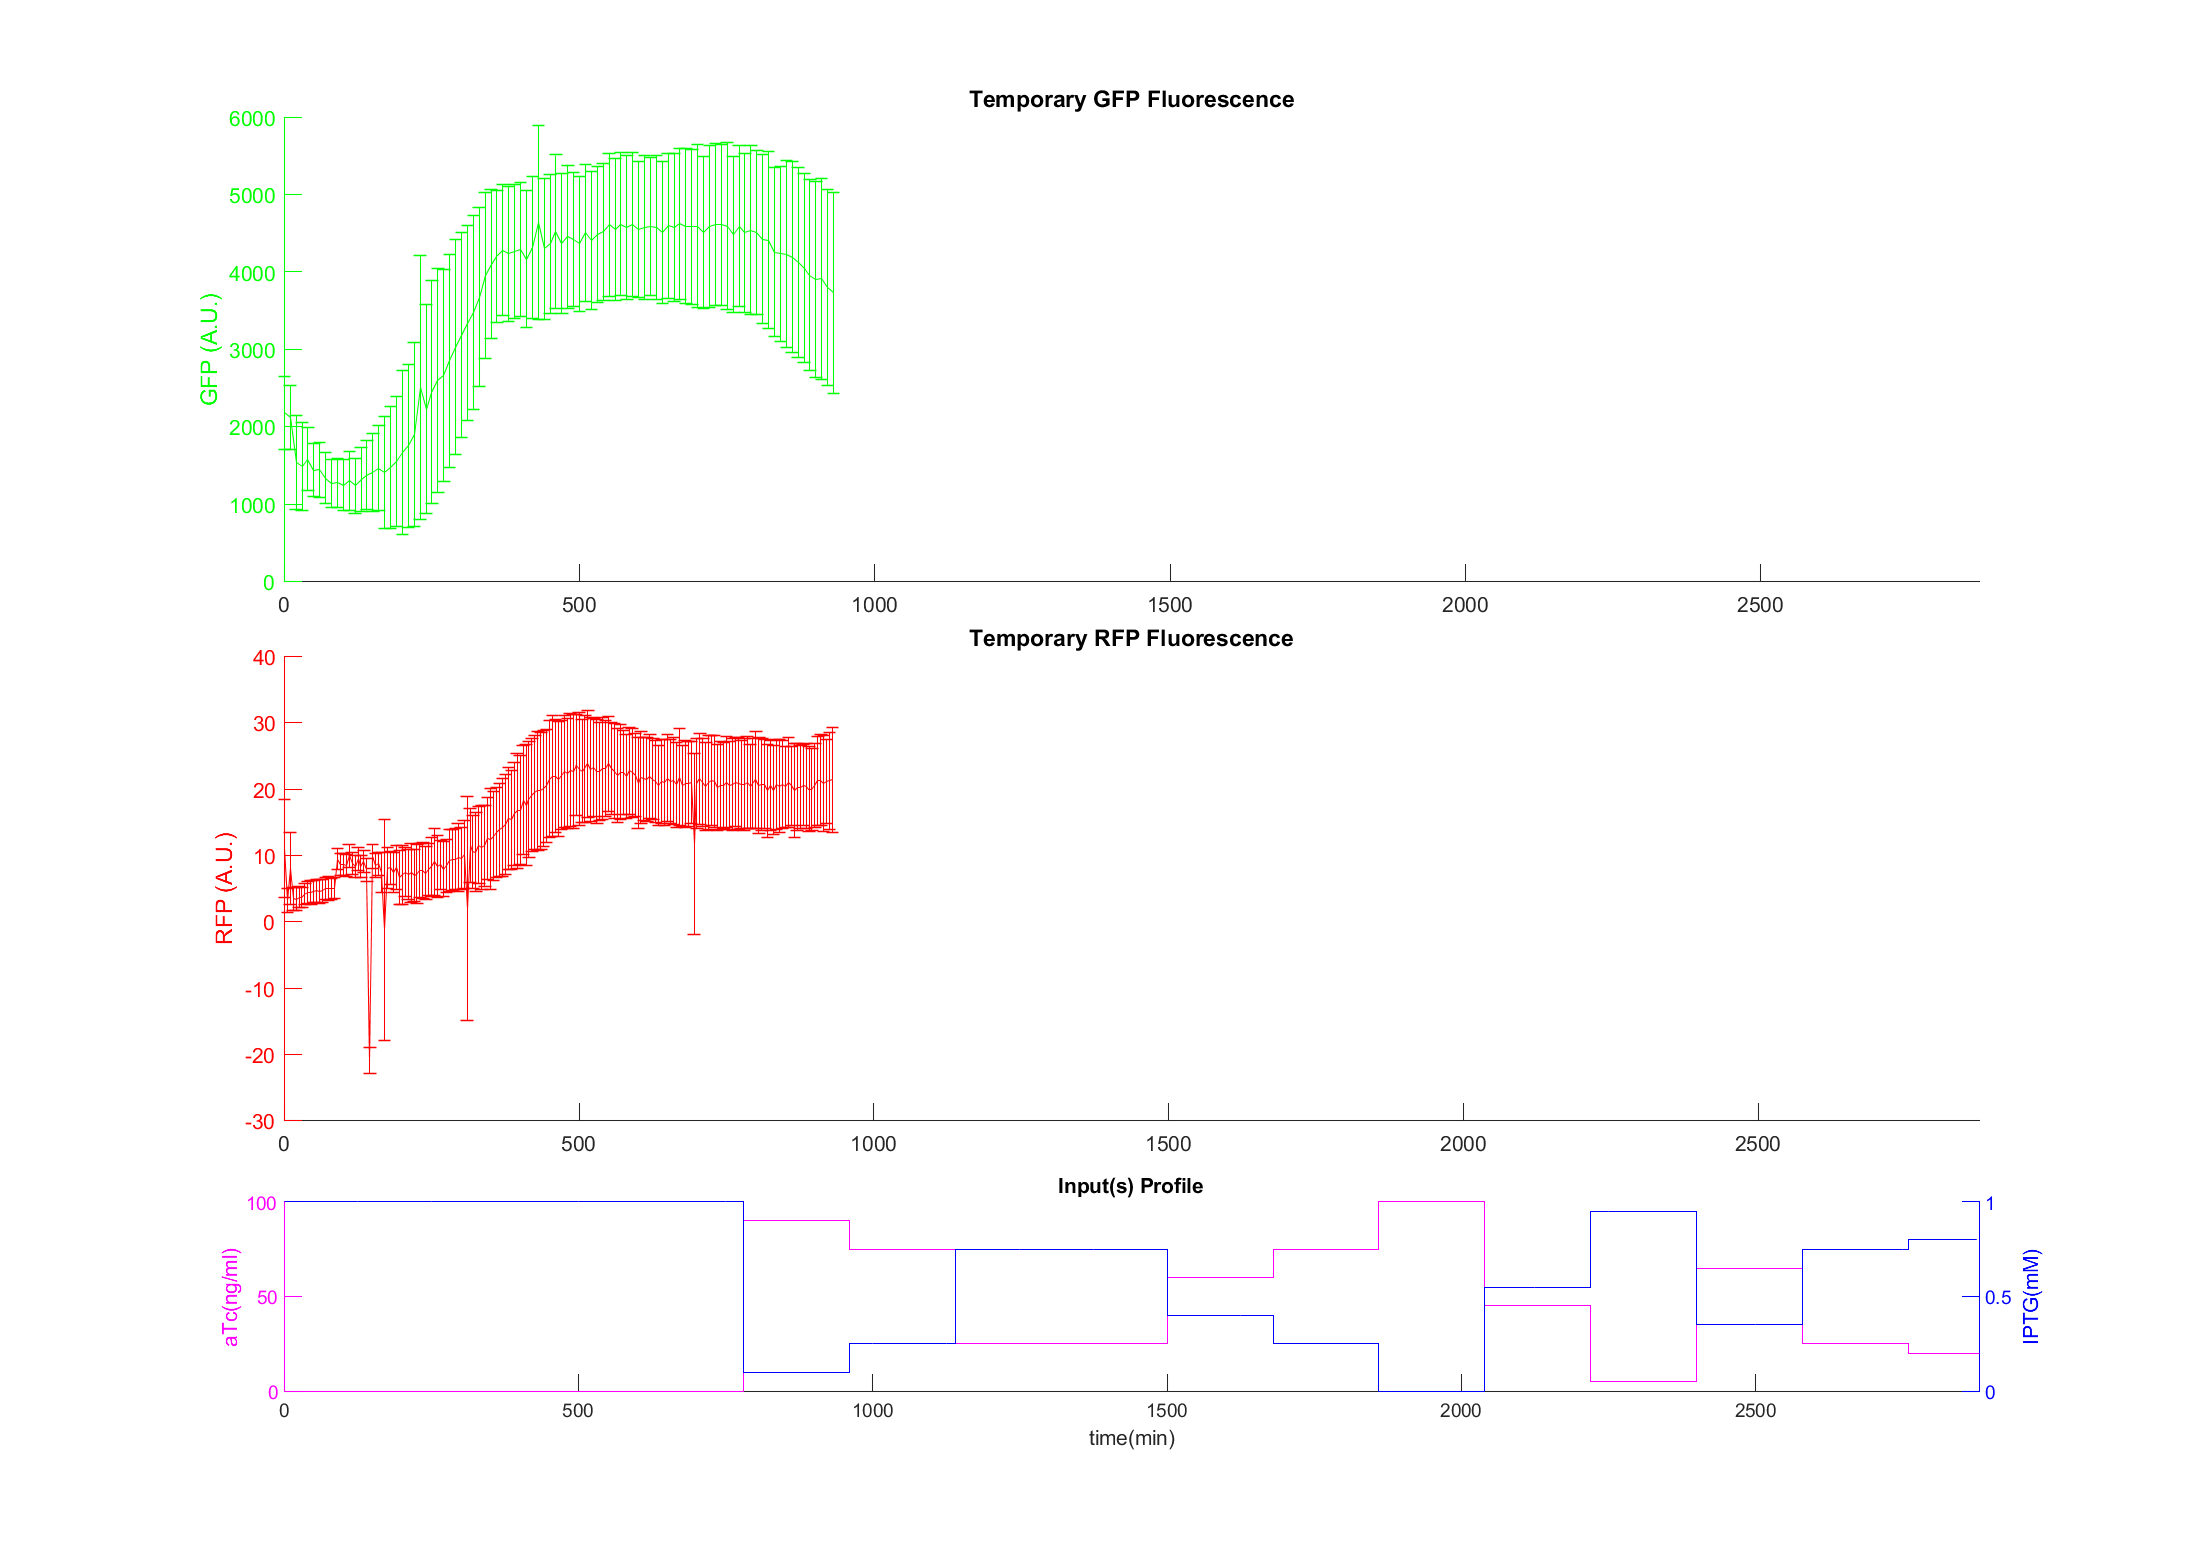 Temporary GFP Fluorescence
6000
5000
4000
3000
2000
1000
0
GFP (A.U.)
0 500 1000 1500 2000 2500
Temporary RFP Fluorescence
40
30
20
10
0
-10
-20
-30
RFP (A.U.)
0 500 1000 1500 2000 2500
Input(s) Profile
100
50
0
aTc(ng/ml)
1
0.5
0
IPTG(mM)
0 500 1000 1500 2000 2500
time(min)